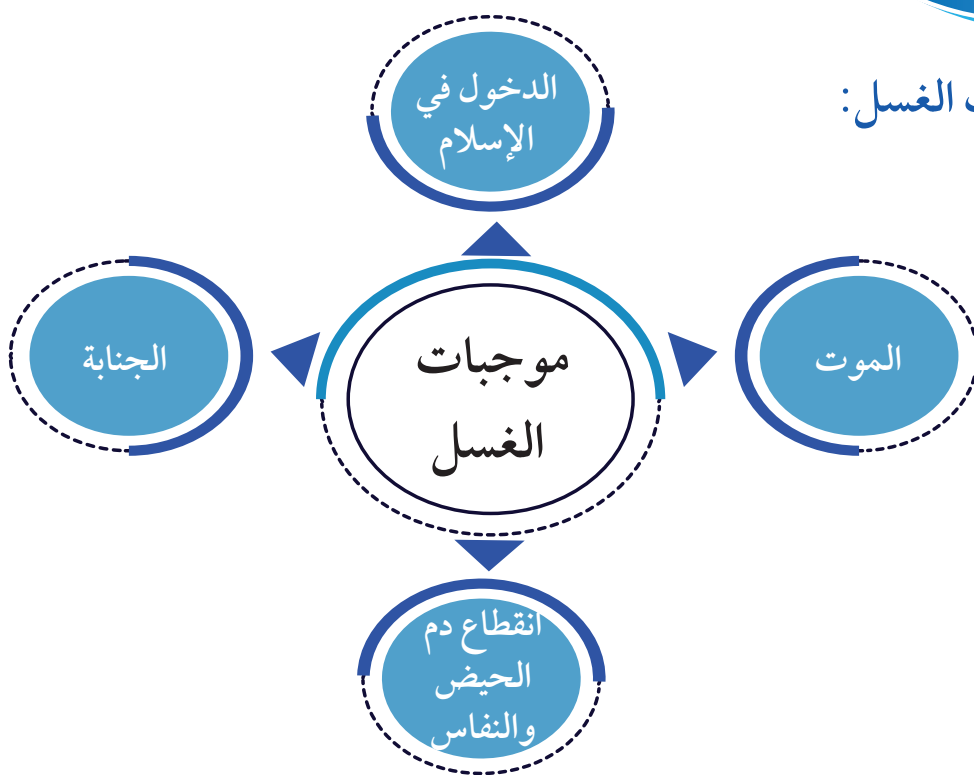 الغسل:
الدخول في
الإسلام
الموت
موجبات
الغسل
الجنابة
انقطاع دم
الحيض
والنفاس